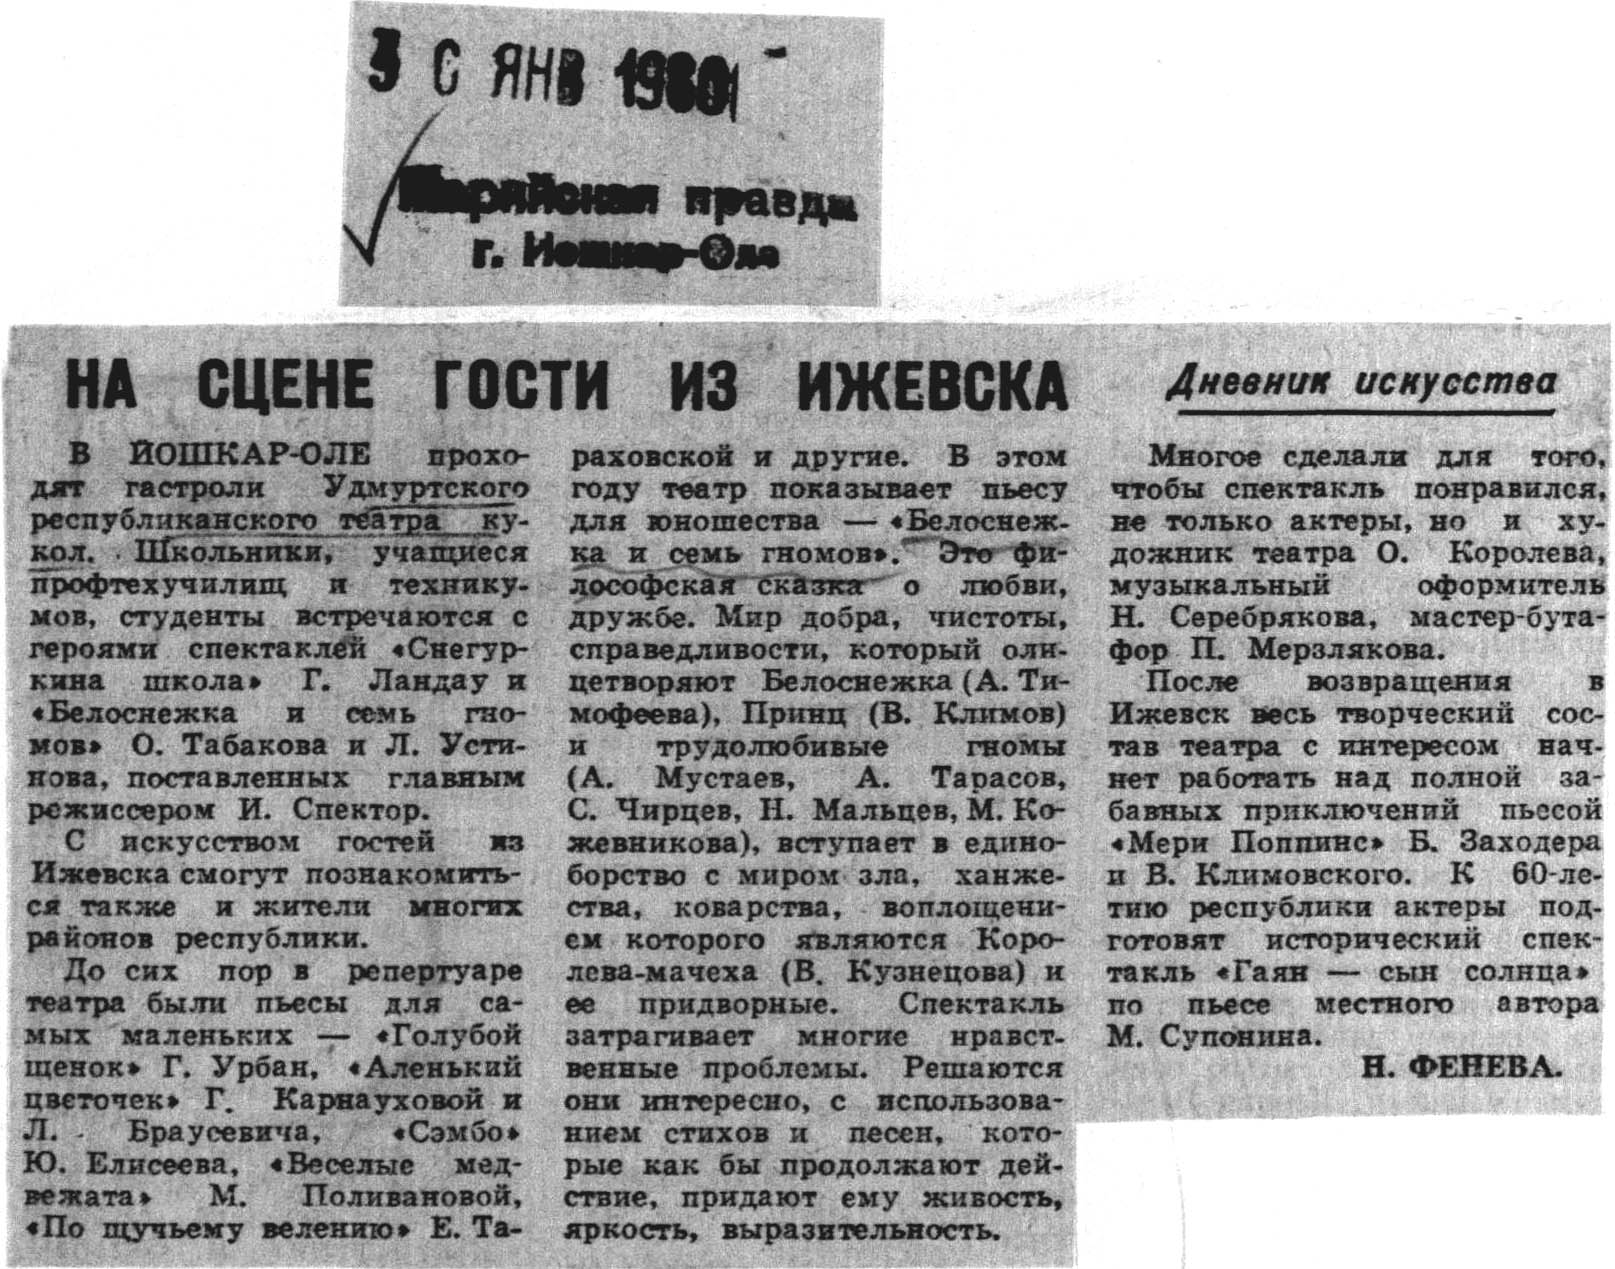 3 0 ЯНВ 1980
Марийская правда
г. Йошкар-Ола
НА СЦЕНЕ ГОСТИ ИЗ ИЖЕВСКА
Дневник искусства
В ЙОШКАР-ОЛЕ прохо-
дят гастроли Удмуртского
республиканского театра ку-
кол. Школьники, учащиеся
профтехучилищ и технику-
мов, студенты встречаются с
героями спектаклей «Снегур-
кина школа» Г. Ландау и
«Белоснежка и семь гно-
мов» О. Табакова и Л. Усти-
нова, поставленных главным
режиссером И. Спектор.
С искусством гостей из
Ижевска смогут познакомить-
ся также и жители многих
районов республики.
До сих пор в репертуаре
театра были пьесы для са-
мых маленьких — «Голубой
щенок» Г. Урбан, «Аленький
цветочек» Г. Карнауховой и
Л. Браусевича, «Сэмбо»
Ю. Елисеева, «Веселые мед-
вежата» М. Поливановой,
«По щучьему велению» Е. Та-
раховской и другие. В этом
году театр показывает пьесу
для юношества — «Белоснеж-
ка и семь гномов». Это фи-
лософская сказка о любви,
дружбе. Мир добра, чистоты,
справедливости, который оли-
цетворяют Белоснежка (А. Ти-
мофеева), Принц (В. Климов)
и трудолюбивые гномы
(А. Мустаев, А. Тарасов,
С. Чирцев, Н. Мальцев, М. Ко-
жевникова), вступает в едино-
борство с миром зла, ханже-
ства, коварства, воплощени-
ем которого являются Коро-
лева-мачеха (В. Кузнецова) и
ее придворные. Спектакль
затрагивает многие нравст-
венные проблемы. Решаются
они интересно, с использова-
нием стихов и песен, кото-
рые как бы продолжают дей-
ствие, придают ему живость,
яркость, выразительность.
Многое сделали для того,
чтобы спектакль понравился,
не только актеры, но и ху-
дожник театра О. Королева,
музыкальный оформитель
Н. Серебрякова, мастер-бута-
фор П. Мерзлякова.
После возвращения в
Ижевск весь творческий сос-
тав театра с интересом нач-
нет работать над полной за-
бавных приключений пьесой
«Мери Поппинс» Б. Заходера
и В. Климовского. К 60-ле-
тию республики актеры под-
готовят исторический спек-
такль «Гаян — сын солнца»
по пьесе местного автора
М. Супонина.
Н. ФЕНЕВА.